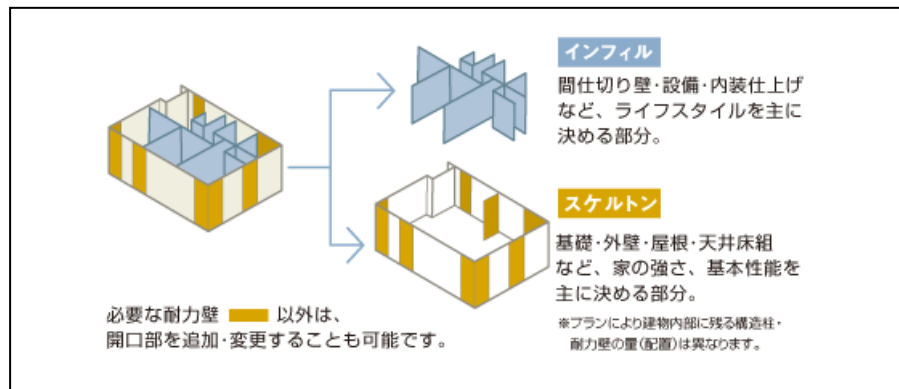 インフィル
間仕切り壁・設備・内装仕上げ
など、ライフスタイルを主に
決める部分。
スケルトン
基礎・外壁・屋根・天井床組
など、家の強さ、基本性能を
主に決める部分。
※プランにより建物内部に残る構造柱・
耐力壁の量(配置)は異なります。
必要な耐力壁 以外は、
開口部を追加・変更することも可能です。